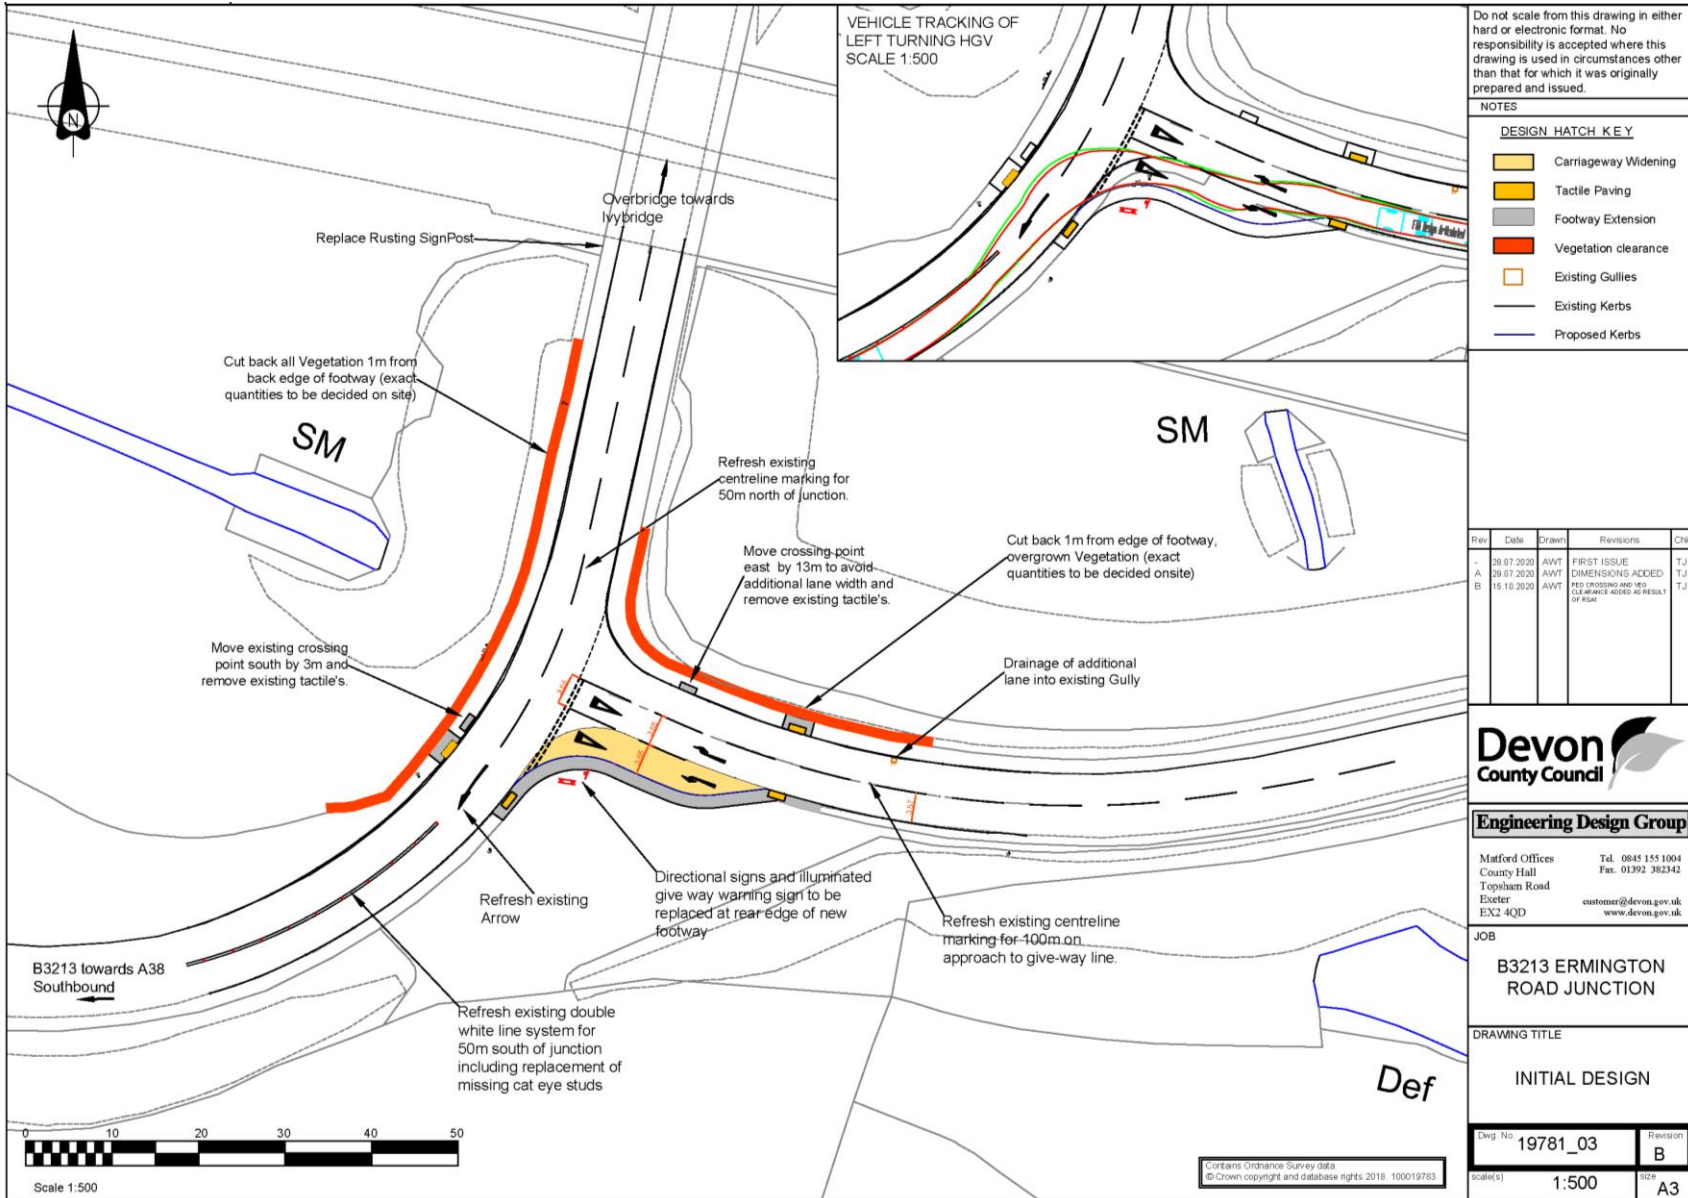 VEHICLE TRACKING OF
LEFT TURNING HGV
SCALE 1:500
N
Overbridge towards
Ivybridge
Replace Rusting SignPost
Cut back all Vegetation 1m from
back edge of footway (exact
quantities to be decided on site)
SM
SM
Refresh existing
centreline marking for
50m north of junction.
Move crossing point
east by 13m to avoid
additional lane width and
remove existing tactile's.
Cut back 1m from edge of footway,
overgrown Vegetation (exact
quantities to be decided onsite)
Move existing crossing
point south by 3m and
remove existing tactile's.
Drainage of additional
lane into existing Gully
3.57
Refresh existing
Arrow
Directional signs and illuminated
give way warning sign to be
replaced at rear edge of new
footway
Refresh existing centreline
marking for 100m on
approach to give-way line.
B3213 towards A38
Southbound
Refresh existing double
white line system for
50m south of junction
including replacement of
missing cat eye studs
Def
0 10 20 30 40 50
Scale 1:500
Contains Ordnance Survey data.
© Crown copyright and database rights 2018. 100019783.
Do not scale from this drawing in either
hard or electronic format. No
responsibility is accepted where this
drawing is used in circumstances other
than that for which it was originally
prepared and issued.
NOTES
DESIGN HATCH KEY
Carriageway Widening
Tactile Paving
Footway Extension
Vegetation clearance
Existing Gullies
Existing Kerbs
Proposed Kerbs
Rev Date Drawn Revisions Chk
- 28.07.2020 AWT FIRST ISSUE TJ
A 29.07.2020 AWT DIMENSIONS ADDED TJ
B 15.10.2020 AWT PED CROSSING AND VEG TJ
CLEARANCE ADDED AS RESULT
OF RSA1
Devon
County Council
Engineering Design Group
Matford Offices
County Hall
Topsham Road
Exeter
EX2 4QD
Tel. 0845 155 1004
Fax. 01392 382342
customer@devon.gov.uk
www.devon.gov.uk
JOB
B3213 ERMINGTON
ROAD JUNCTION
DRAWING TITLE
INITIAL DESIGN
Dwg. No. 19781_03
Revision
B
scale(s) 1:500
size A3